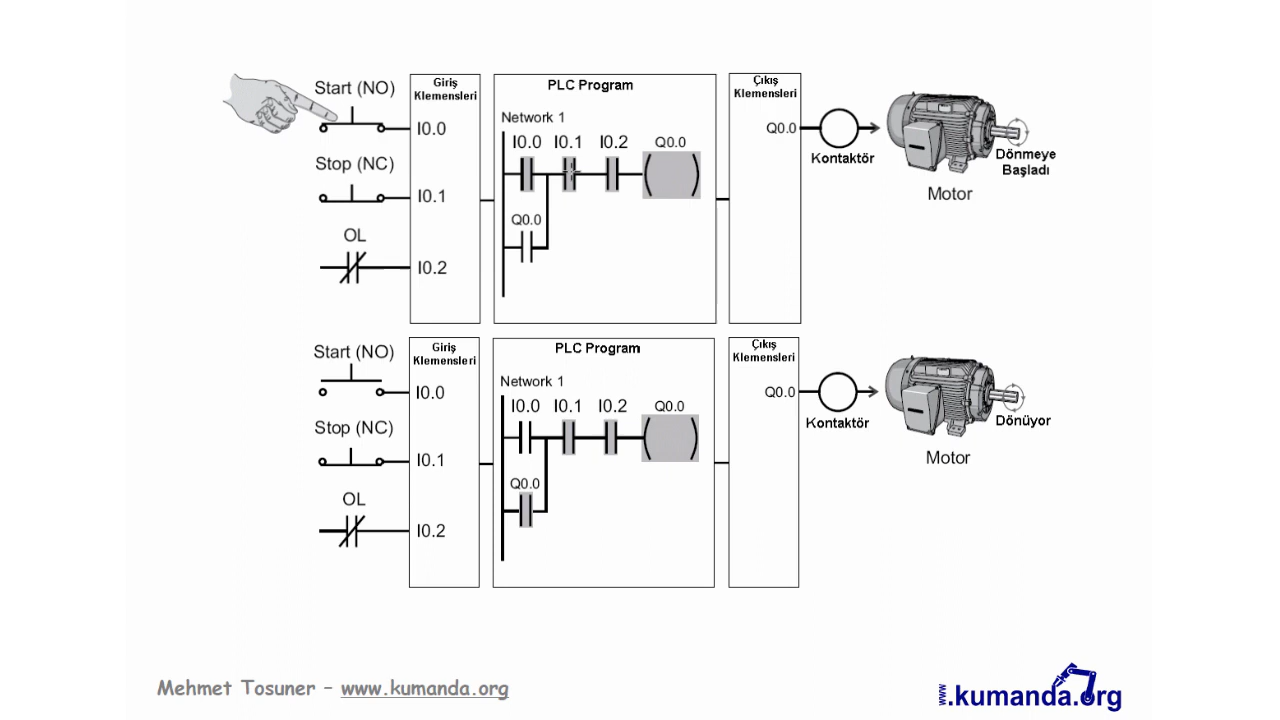 Start (NO)
Giriş
Klemensleri
PLC Program
Çıkış
Klemensleri
I0.0
Network 1
I0.0 I0.1 I0.2 Q0.0
Q0.0
Kontaktör
Dönmeye
Başladı
Motor
Stop (NC)
I0.1
Q0.0
OL
I0.2
Start (NO)
Giriş
Klemensleri
PLC Program
Çıkış
Klemensleri
I0.0
Network 1
I0.0 I0.1 I0.2 Q0.0
Q0.0
Kontaktör
Dönüyor
Motor
Stop (NC)
I0.1
Q0.0
OL
I0.2
Mehmet Tosuner – www.kumanda.org
www.kumanda.org